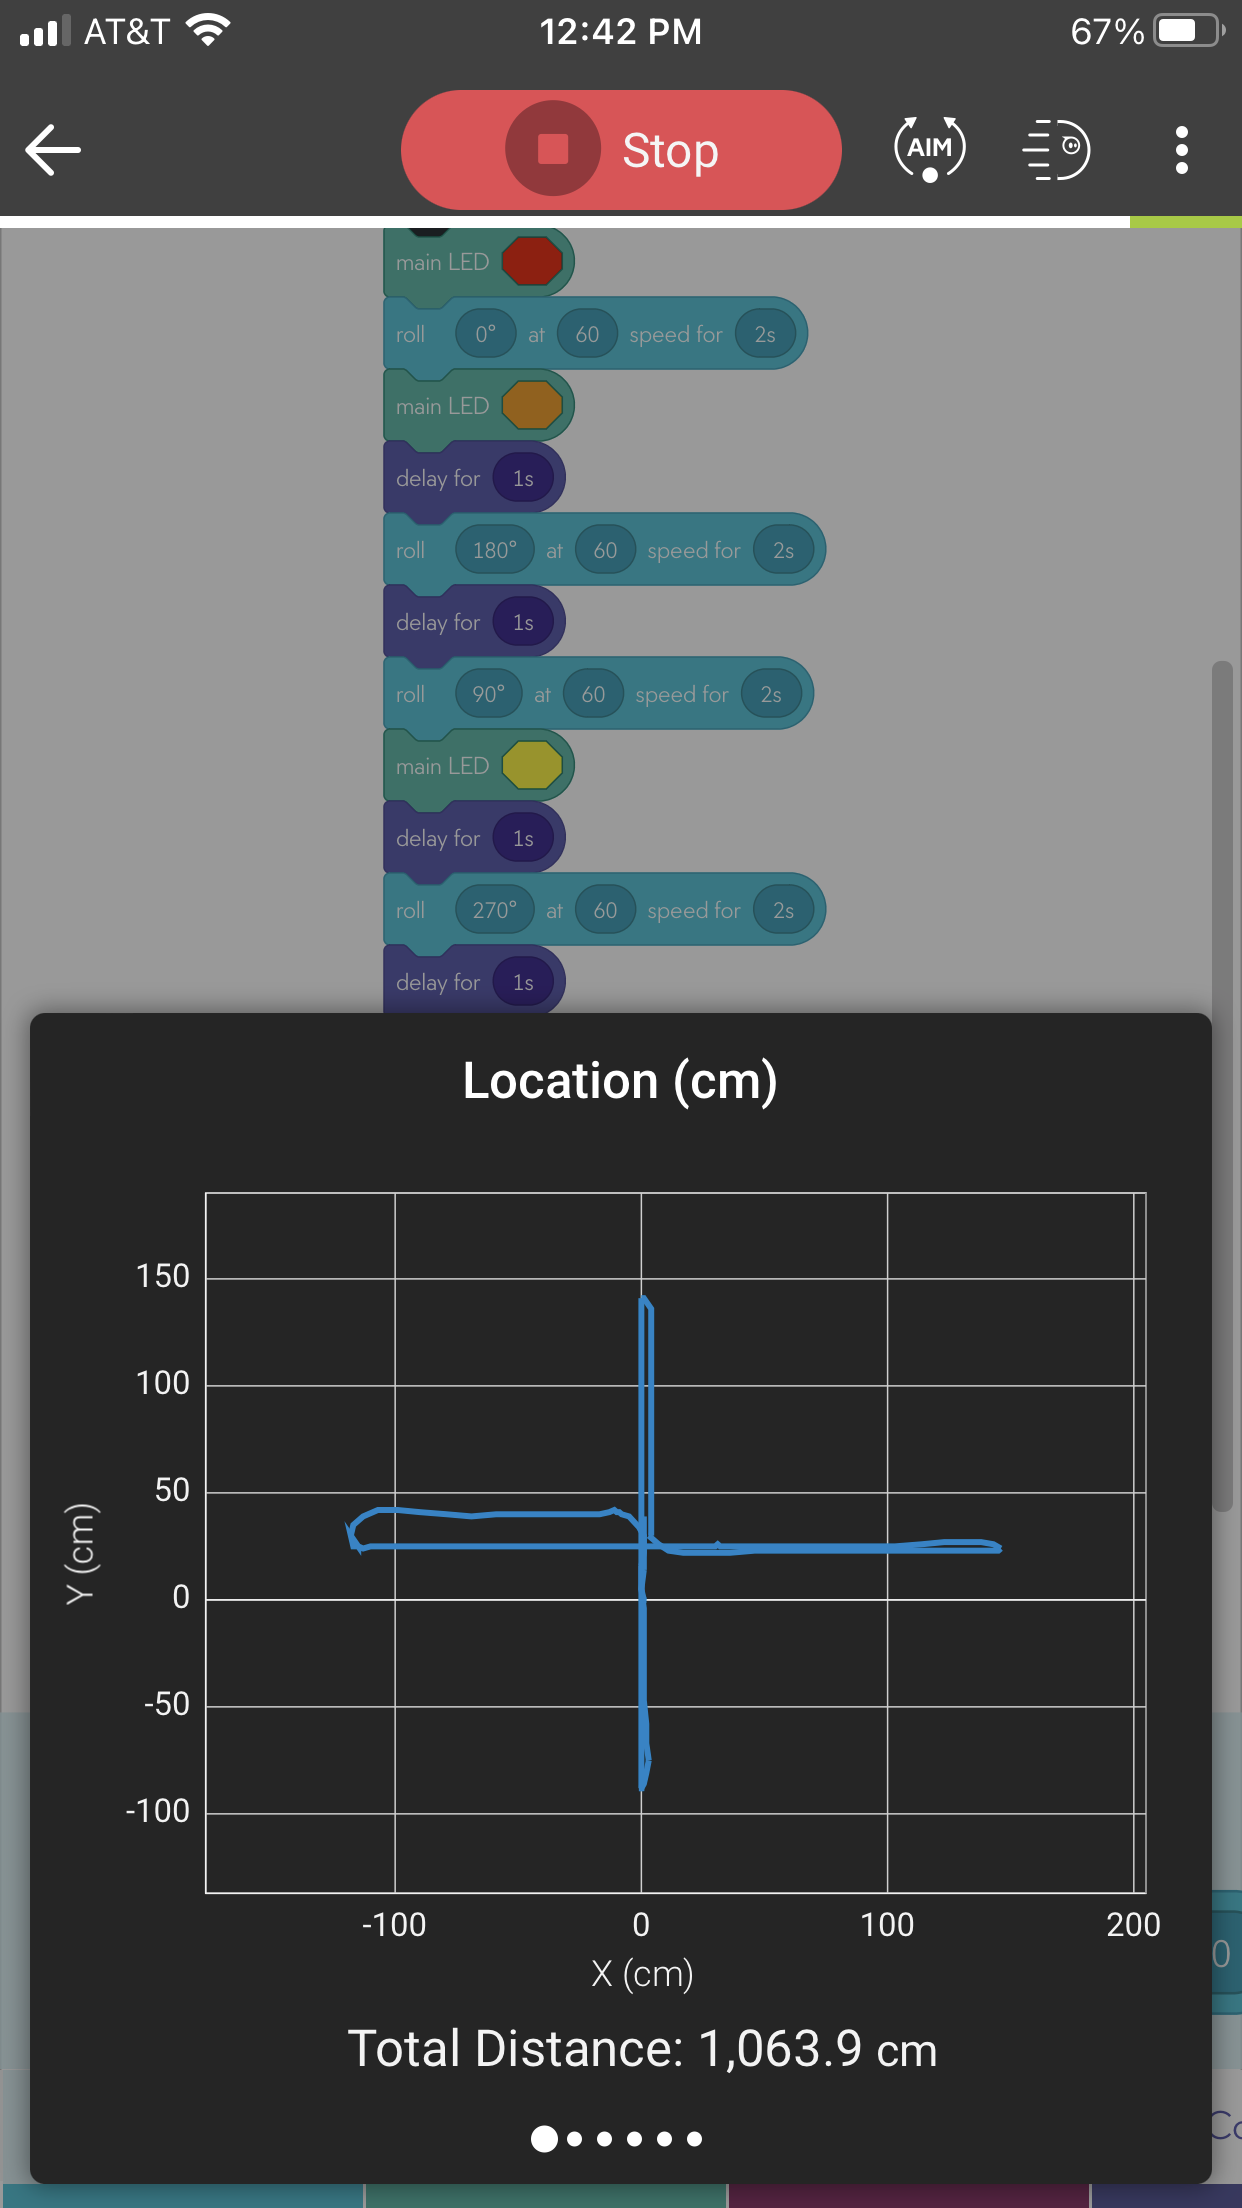 AT&T 12:42 PM 67%
Stop AIM
main LED
roll 0° at 60 speed for 2s
main LED
delay for 1s
roll 180° at 60 speed for 2s
delay for 1s
roll 90° at 60 speed for 2s
main LED
delay for 1s
roll 270° at 60 speed for 2s
delay for 1s
Location (cm)
150
100
50
0
-50
-100
Y (cm)
-100 0 100 200
X (cm)
0
Total Distance: 1,063.9 cm
Co